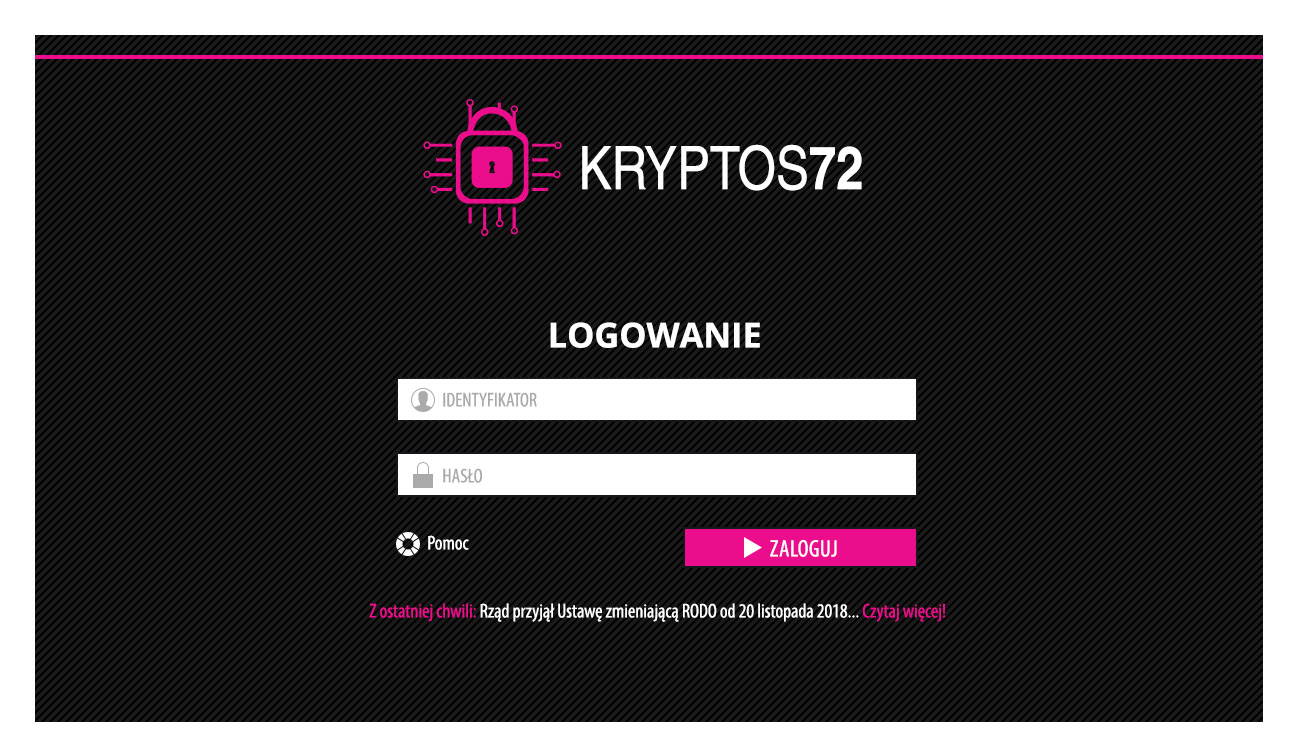 KRYPTOS72
LOGOWANIE
IDENTYFIKATOR
HASŁO
Pomoc
ZALOGUJ
Z ostatniej chwili: Rząd przyjął Ustawę zmieniającą RODO od 20 listopada 2018... Czytaj więcej!